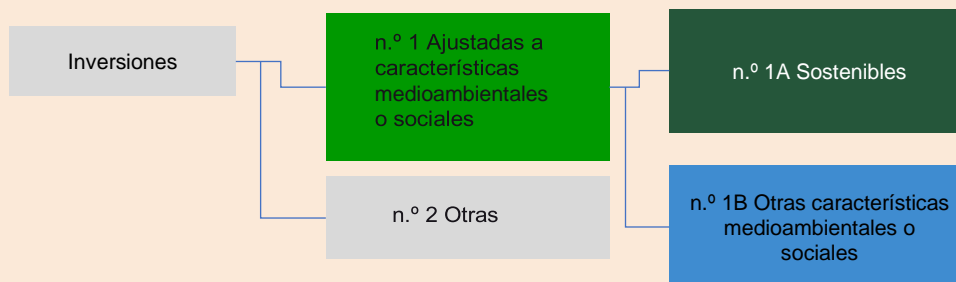 Inversiones
n.º 1 Ajustadas a
características
medioambientales
o sociales
n.º 2 Otras
n.º 1A Sostenibles
n.º 1B Otras características
medioambientales o
sociales